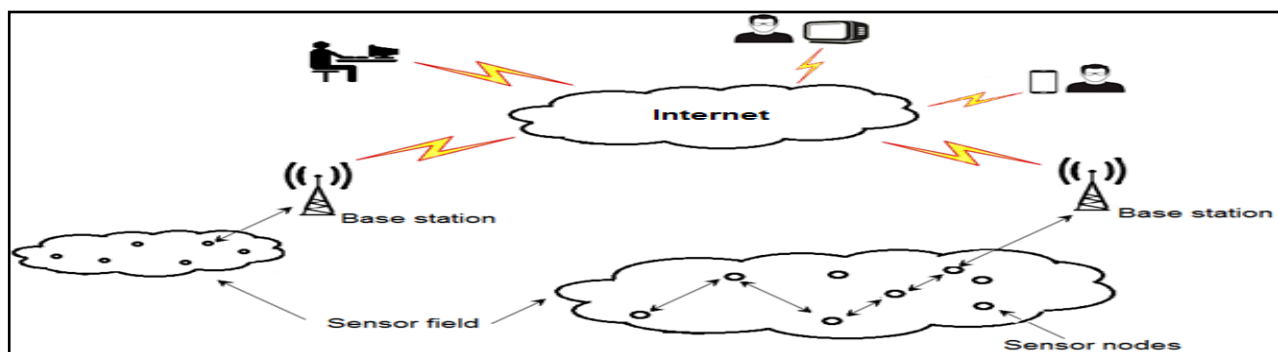 Internet
Base station
Base station
Sensor field
Sensor nodes